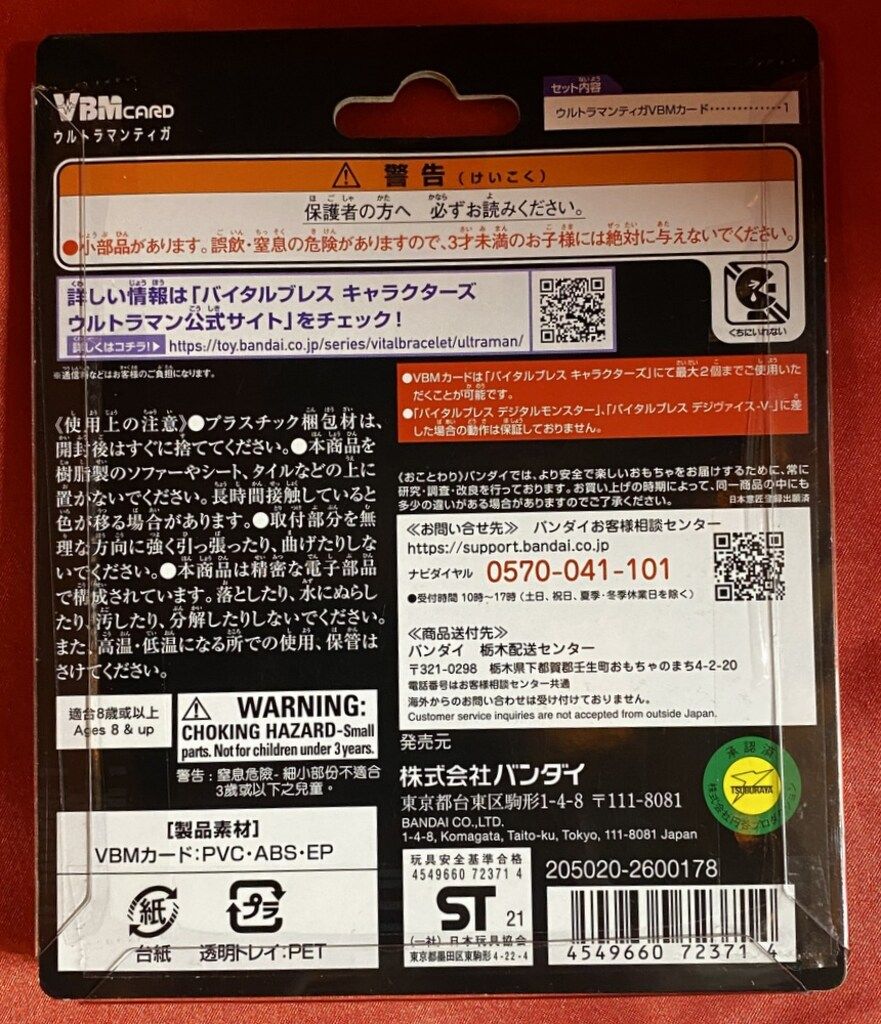 VBMCARD
ウルトラマンティガ
セット内容
ウルトラマンティガVBMカード・・・・・・・・・・・・・1
警告(けいこく)
保護者の方へ 必ずお読みください。
●小部品があります。誤飲・窒息の危険がありますので、3才未満のお子様には絶対に与えないでください。
くちにいれない
詳しい情報は「バイタルブレス キャラクターズ
ウルトラマン公式サイト」をチェック!
詳しくはコチラ!▶ https://toy.bandai.co.jp/series/vitalbracelet/ultraman/
※通信料などはお客様のご負担になります。
●VBMカードは「バイタルブレス キャラクターズ」にて最大2個までご使用いた
だくことが可能です。
●「バイタルブレス デジタルモンスター」、「バイタルブレス デジヴァイス-V-」に差
した場合の動作は保証しておりません。
《使用上の注意》●プラスチック梱包材は、
開封後はすぐに捨ててください。●本商品を
樹脂製のソファーやシート、タイルなどの上に
置かないでください。長時間接触していると
色が移る場合があります。●取付部分を無
理な方向に強く引っ張ったり、曲げたりしな
いでください。●本商品は精密な電子部品
で構成されています。落としたり、水にぬらし
たり、汚したり、分解したりしないでください。
また、高温・低温になる所での使用、保管は
さけてください。
《おことわり》バンダイでは、より安全で楽しいおもちゃをお届けするために、常に
研究・調査・改良を行っております。お買い上げの時期によって、同一商品の中にも
多少の違いがある場合がありますのでご了承ください。
日本意匠登録出願済
≪お問い合せ先≫ バンダイお客様相談センター
https://support.bandai.co.jp
ナビダイヤル 0570-041-101
●受付時間 10時～17時(土日、祝日、夏季・冬季休業日を除く)
≪商品送付先≫
バンダイ 栃木配送センター
〒321-0298 栃木県下都賀郡壬生町おもちゃのまち4-2-20
電話番号はお客様相談センター共通
海外からのお問い合わせは受け付けておりません。
Customer service inquiries are not accepted from outside Japan.
適合8歲或以上
Ages 8 & up
WARNING:
CHOKING HAZARD-Small
parts. Not for children under 3 years.
警告:窒息危險-細小部份不適合
3歲或以下之兒童。
発売元
株式会社バンダイ
東京都台東区駒形1-4-8 〒111-8081
BANDAI CO.,LTD.
1-4-8, Komagata, Taito-ku, Tokyo, 111-8081 Japan
承認済
TSUBURAYA
【製品素材】
VBMカード:PVC・ABS・EP
紙
台紙
プラ
透明トレイ:PET
玩具安全基準合格
4549660 72371 4
ST 21
(一社)日本玩具協会
東京都墨田区東駒形4-22-4
205020-2600178
4549660 72371 4